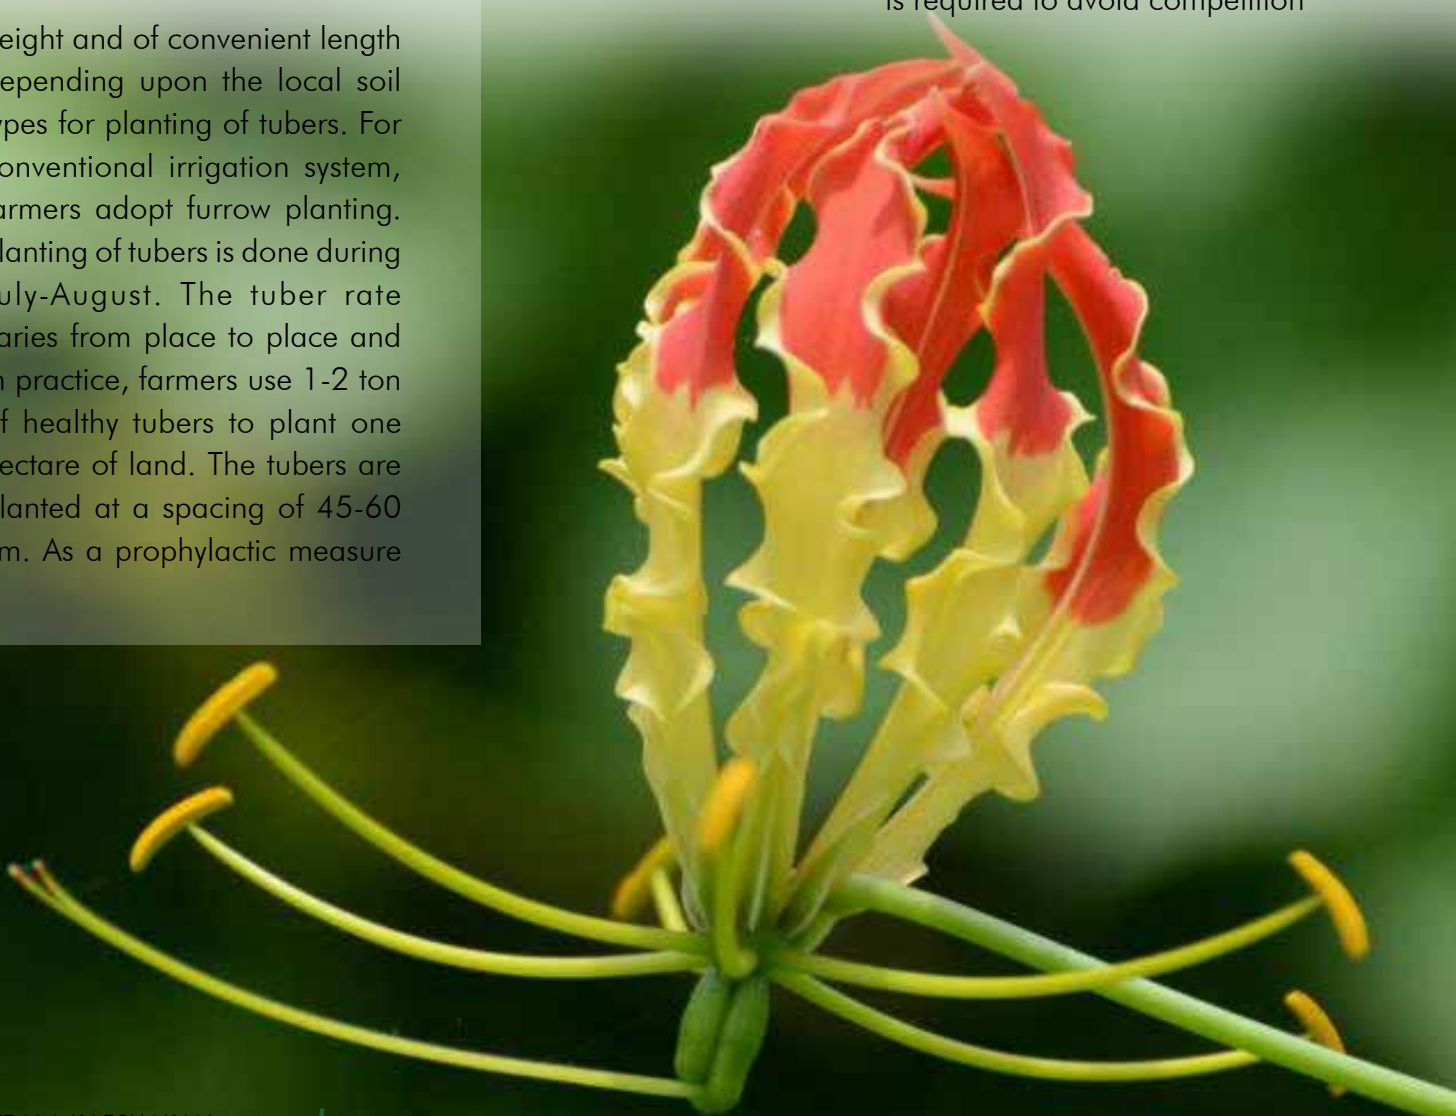 eight and of convenient length
epending upon the local soil
ypes for planting of tubers. For
onventional irrigation system,
armers adopt furrow planting.
lanting of tubers is done during
uly-August. The tuber rate
aries from place to place and
n practice, farmers use 1-2 ton
f healthy tubers to plant one
ectare of land. The tubers are
lanted at a spacing of 45-60
m. As a prophylactic measure
is required to avoid competition